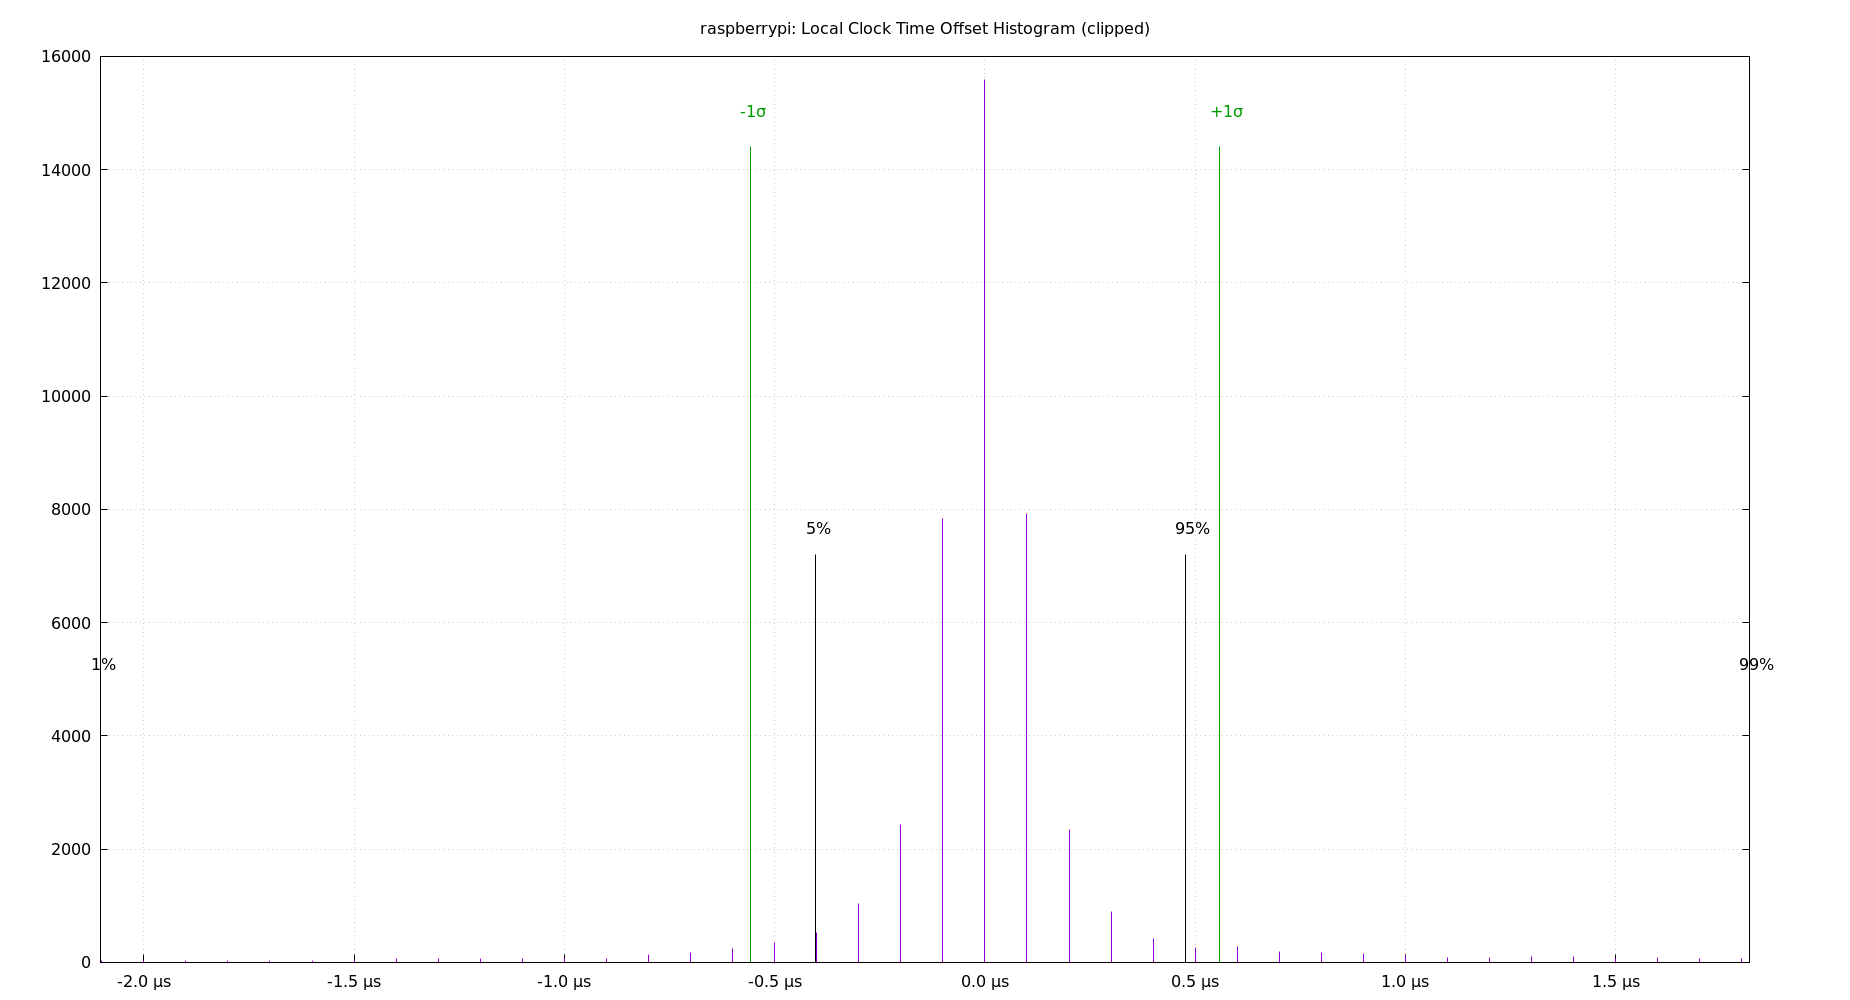 raspberrypi: Local Clock Time Offset Histogram (clipped)
16000
-1σ
+1σ
14000
12000
10000
8000
5%
95%
6000
1%
99%
4000
2000
0
-2.0 µs
-1.5 µs
-1.0 µs
-0.5 µs
0.0 µs
0.5 µs
1.0 µs
1.5 µs